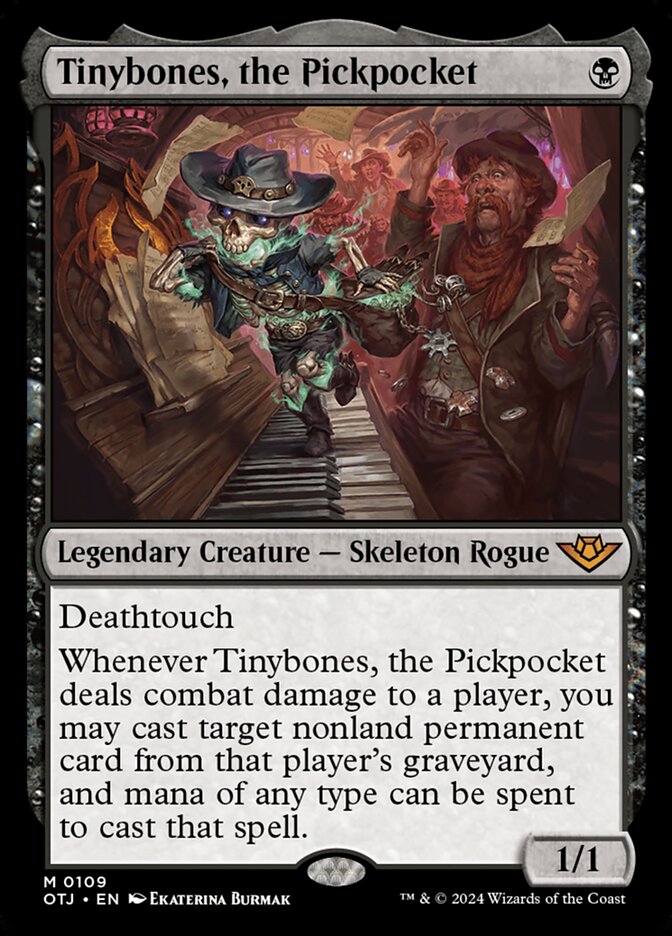 Tinybones, the Pickpocket
Legendary Creature — Skeleton Rogue
Deathtouch
Whenever Tinybones, the Pickpocket
deals combat damage to a player, you
may cast target nonland permanent
card from that player's graveyard,
and mana of any type can be spent
to cast that spell.
1/1
M 0109
OTJ • EN Ekaterina Burmak
™ & © 2024 Wizards of the Coast